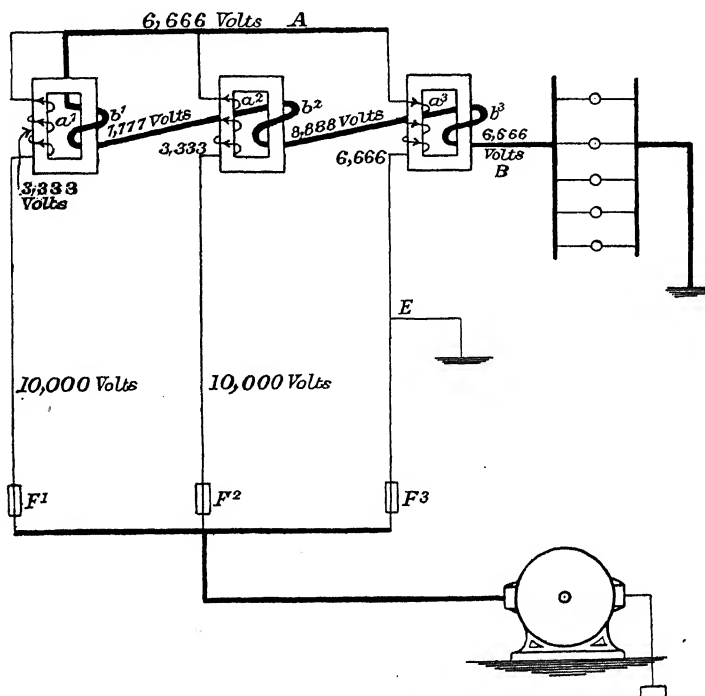 6,666 Volts A
a¹ b¹ 7,777 Volts
a² b² 8,888 Volts
a³ b³
6,666
Volts
B
3,333
Volts
3,333
6,666
E
10,000 Volts
10,000 Volts
F¹ F² F³